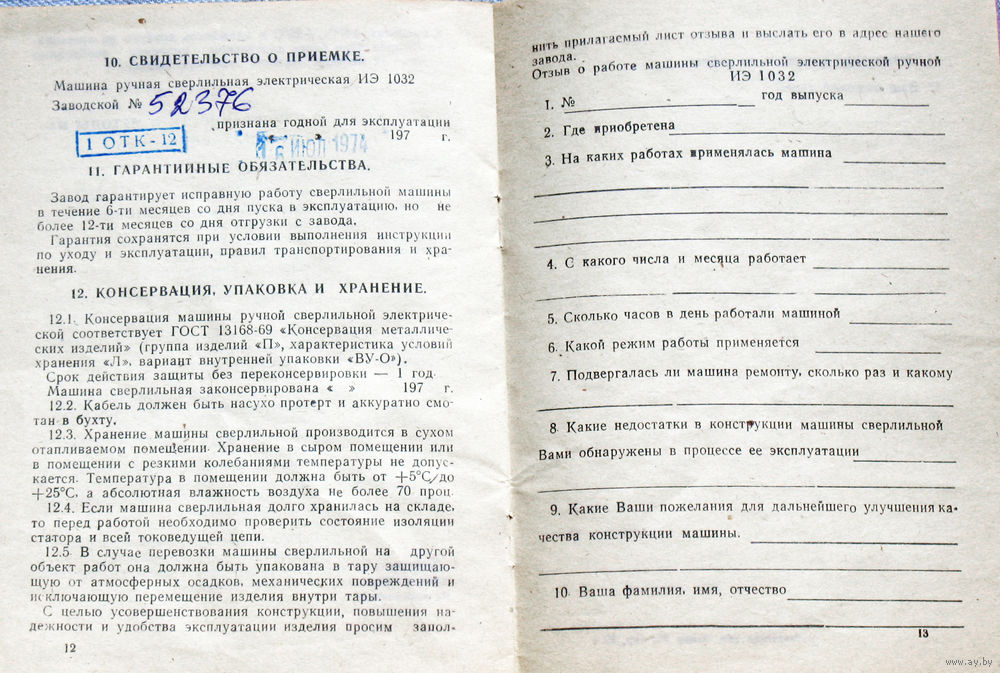 10. СВИДЕТЕЛЬСТВО О ПРИЕМКЕ.
Машина ручная сверлильная электрическая ИЭ 1032
Заводской № 52376
признана годной для эксплуатации
1 ОТК-12
« » 197 г.
6 ИЮЛ 1974
11. ГАРАНТИЙНЫЕ ОБЯЗАТЕЛЬСТВА.
Завод гарантирует исправную работу сверлильной машины
в течение 6-ти месяцев со дня пуска в эксплуатацию, но не
более 12-ти месяцев со дня отгрузки с завода.
Гарантия сохранятся при условии выполнения инструкции
по уходу и эксплуатации, правил транспортирования и хра-
нения.
12. КОНСЕРВАЦИЯ, УПАКОВКА И ХРАНЕНИЕ.
12.1. Консервация машины ручной сверлильной электриче-
ской соответствует ГОСТ 13168-69 «Консервация металличе-
ских изделий» (группа изделий «П», характеристика условий
хранения «Л», вариант внутренней упаковки «ВУ-О»).
Срок действия защиты без переконсервировки — 1 год.
Машина сверлильная законсервирована « » 197 г.
12.2. Кабель должен быть насухо протерт и аккуратно смо-
тан в бухту.
12.3. Хранение машины сверлильной производится в сухом
отапливаемом помещении. Хранение в сыром помещении или
в помещении с резкими колебаниями температуры не допус-
кается. Температура в помещении должна быть от +5°С до
+25°С, а абсолютная влажность воздуха не более 70 проц.
12.4. Если машина сверлильная долго хранилась на складе,
то перед работой необходимо проверить состояние изоляции
статора и всей токоведущей цепи.
12.5 В случае перевозки машины сверлильной на другой
объект работ она должна быть упакована в тару защищаю-
щую от атмосферных осадков, механических повреждений и
исключающую перемещение изделия внутри тары.
С целью усовершенствования конструкции, повышения на-
дежности и удобства эксплуатации изделия просим запол-
12
нить прилагаемый лист отзыва и выслать его в адрес нашего
завода.
Отзыв о работе машины сверлильной электрической ручной
ИЭ 1032
1. № год выпуска
2. Где приобретена
3. На каких работах применялась машина
4. С какого числа и месяца работает
5. Сколько часов в день работали машиной
6. Какой режим работы применяется
7. Подвергалась ли машина ремонту, сколько раз и какому
8 Какие недостатки в конструкции машины сверлильной
Вами обнаружены в процессе ее эксплуатации
9. Какие Ваши пожелания для дальнейшего улучшения ка-
чества конструкции машины.
10 Ваша фамилия, имя, отчество
13
www.ay.by